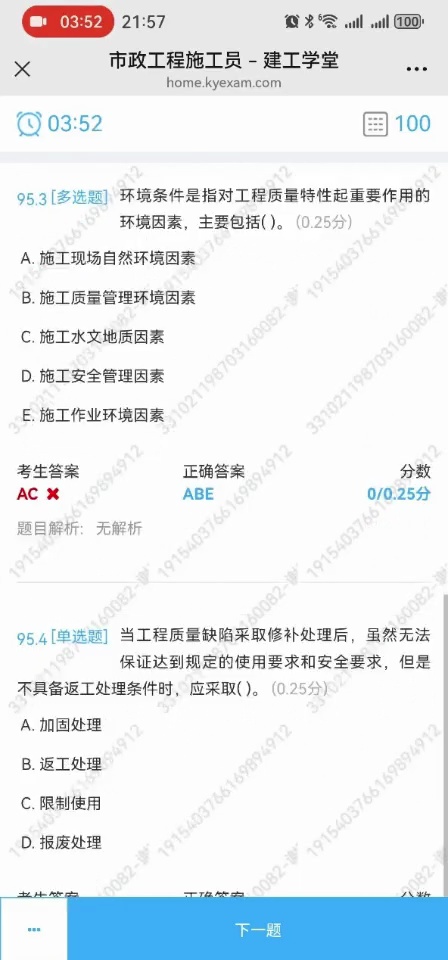 03:52 21:57 100
市政工程施工员 – 建工学堂
home.kyexam.com
03:52 100
95.3 [多选题] 环境条件是指对工程质量特性起重要作用的
环境因素，主要包括( )。 (0.25分)
A. 施工现场自然环境因素
B. 施工质量管理环境因素
C. 施工水文地质因素
D. 施工安全管理因素
E. 施工作业环境因素
考生答案 正确答案 分数
AC ✖ ABE 0/0.25分
题目解析: 无解析
95.4 [单选题] 当工程质量缺陷采取修补处理后，虽然无法
保证达到规定的使用要求和安全要求，但是
不具备返工处理条件时，应采取( )。 (0.25分)
A. 加固处理
B. 返工处理
C. 限制使用
D. 报废处理
考生答案 正确答案 分数
下一题